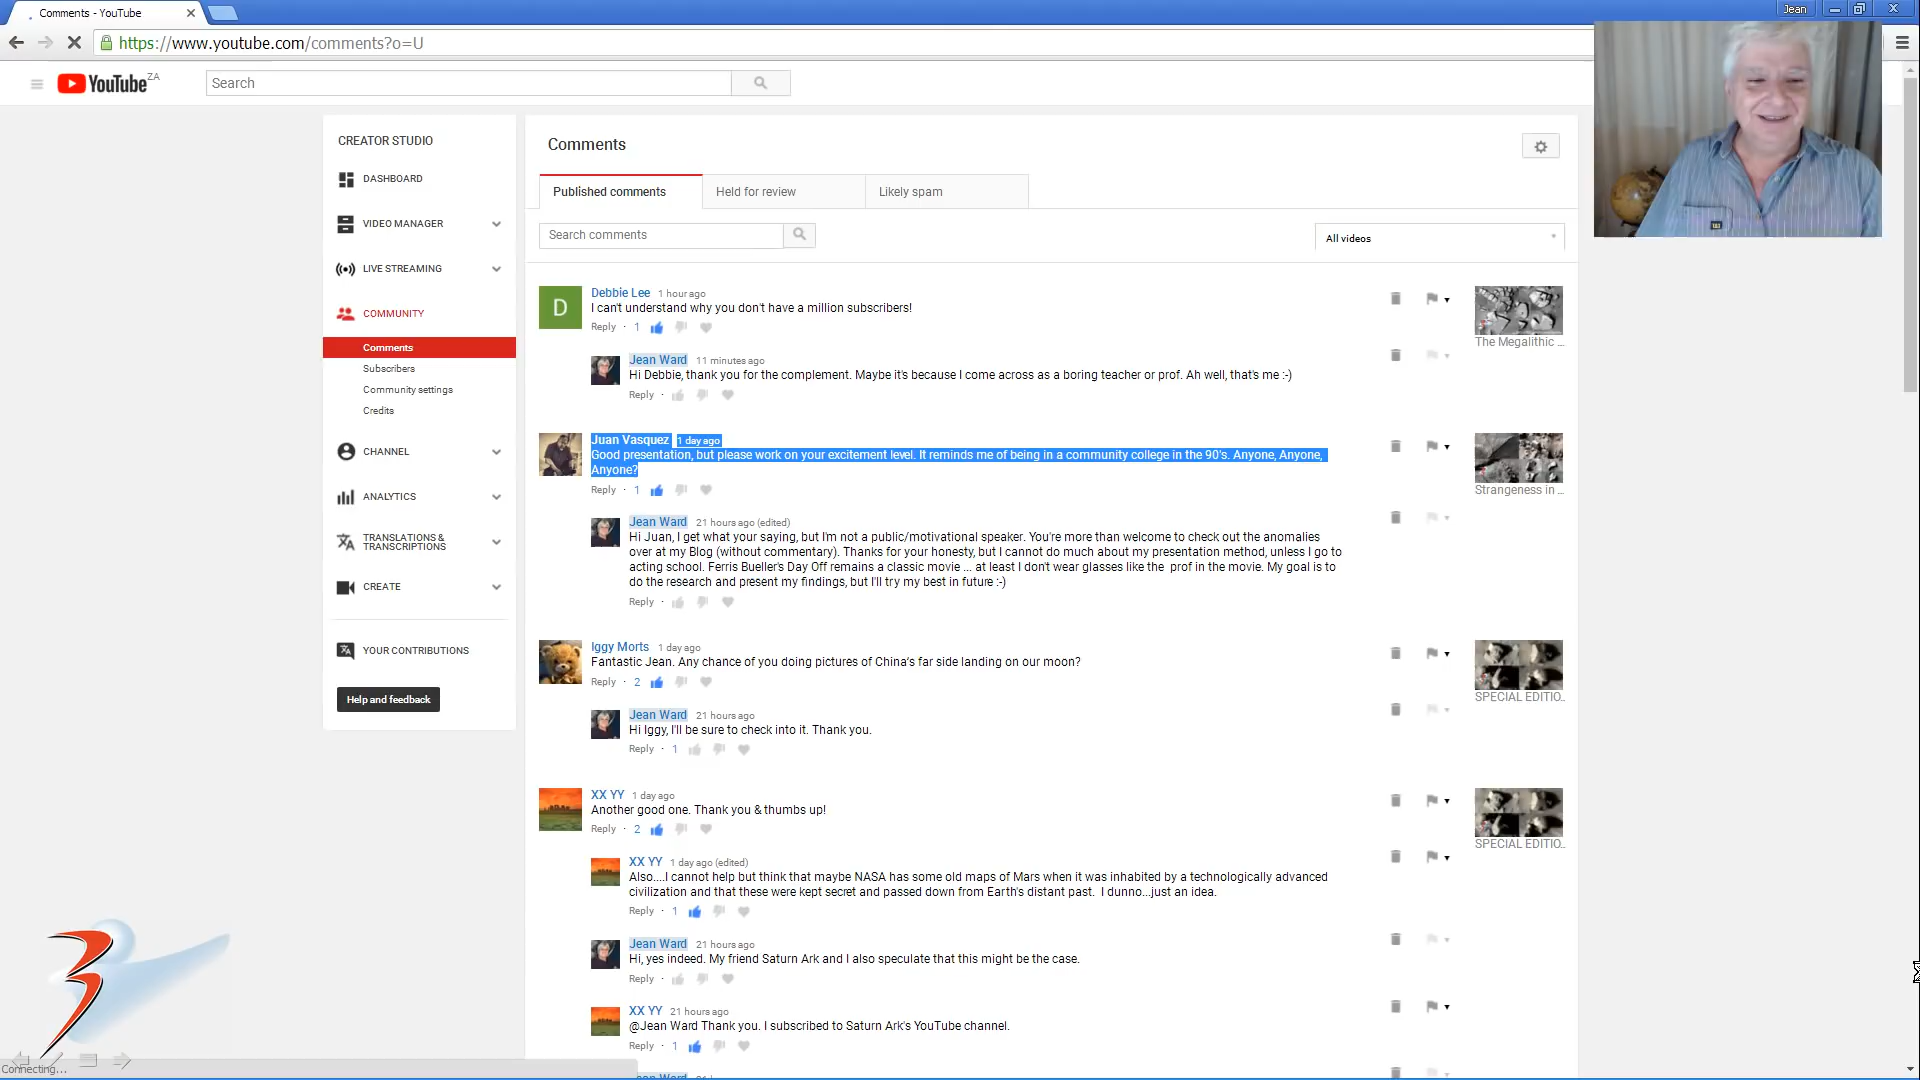 Comments - YouTube
Jean
https://www.youtube.com/comments?o=U
YouTube ZA
Search
CREATOR STUDIO
DASHBOARD
VIDEO MANAGER
LIVE STREAMING
COMMUNITY
Comments
Subscribers
Community settings
Credits
CHANNEL
ANALYTICS
TRANSLATIONS &
TRANSCRIPTIONS
CREATE
YOUR CONTRIBUTIONS
Help and feedback
Comments
Published comments
Held for review
Likely spam
Search comments
All videos
D
Debbie Lee 1 hour ago
I can't understand why you don't have a million subscribers!
Reply · 1
The Megalithic ...
Jean Ward 11 minutes ago
Hi Debbie, thank you for the complement. Maybe it's because I come across as a boring teacher or prof. Ah well, that's me :-)
Reply ·
Juan Vasquez 1 day ago
Good presentation, but please work on your excitement level. It reminds me of being in a community college in the 90's. Anyone, Anyone,
Anyone?
Reply · 1
Strangeness in ...
Jean Ward 21 hours ago (edited)
Hi Juan, I get what your saying, but I'm not a public/motivational speaker. You're more than welcome to check out the anomalies
over at my Blog (without commentary). Thanks for your honesty, but I cannot do much about my presentation method, unless I go to
acting school. Ferris Bueller's Day Off remains a classic movie ... at least I don't wear glasses like the prof in the movie. My goal is to
do the research and present my findings, but I'll try my best in future :-)
Reply ·
Iggy Morts 1 day ago
Fantastic Jean. Any chance of you doing pictures of China's far side landing on our moon?
Reply · 2
SPECIAL EDITIO...
Jean Ward 21 hours ago
Hi Iggy, I'll be sure to check into it. Thank you.
Reply · 1
XX YY 1 day ago
Another good one. Thank you & thumbs up!
Reply · 2
SPECIAL EDITIO...
XX YY 1 day ago (edited)
Also....I cannot help but think that maybe NASA has some old maps of Mars when it was inhabited by a technologically advanced
civilization and that these were kept secret and passed down from Earth's distant past. I dunno...just an idea.
Reply · 1
Jean Ward 21 hours ago
Hi, yes indeed. My friend Saturn Ark and I also speculate that this might be the case.
Reply ·
XX YY 21 hours ago
@Jean Ward Thank you. I subscribed to Saturn Ark's YouTube channel.
Reply · 1
Connecting...